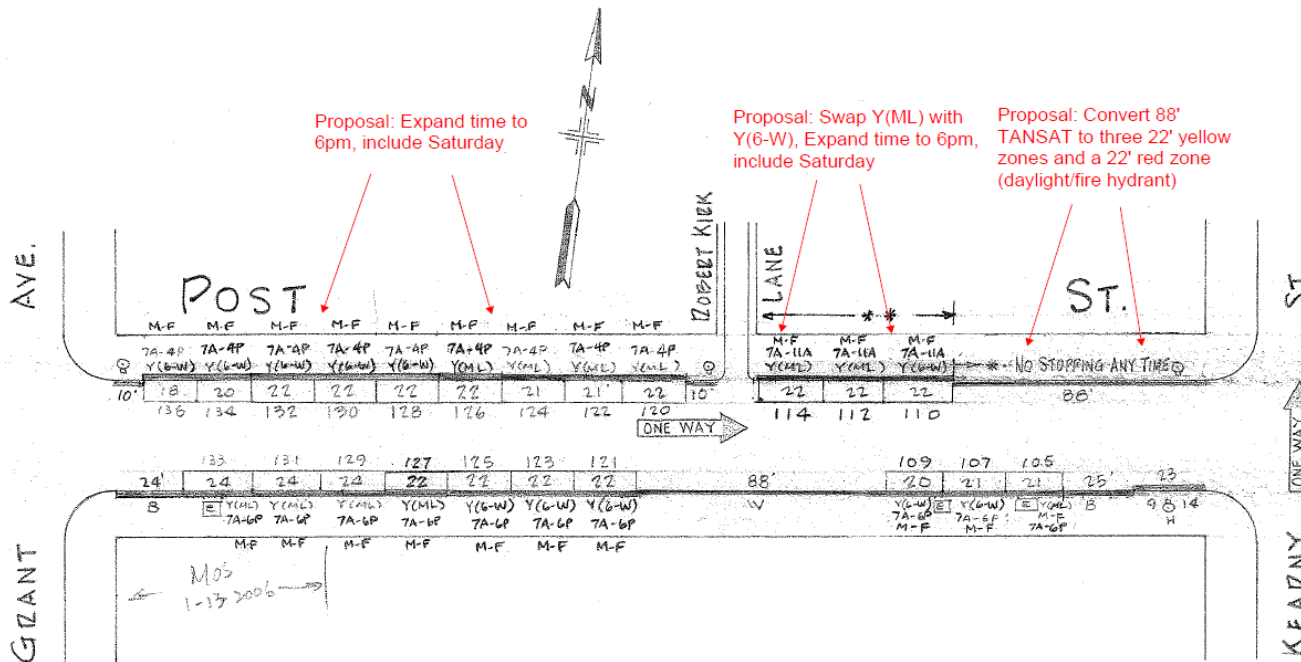 N
Proposal: Expand time to
6pm, include Saturday
Proposal: Swap Y(ML) with
Y(6-W), Expand time to 6pm,
include Saturday
Proposal: Convert 88'
TANSAT to three 22' yellow
zones and a 22' red zone
(daylight/fire hydrant)
AVE.
POST
ROBERT KIRK
LANE
ST.
ST.
* *
M-F M-F M-F M-F M-F M-F M-F M-F M-F
7A-4P 7A-4P 7A-4P 7A-4P 7A-4P 7A-4P 7A-4P 7A-4P 7A-4P
Y(6-W) Y(6-W) Y(6-W) Y(6-W) Y(6-W) Y(ML) Y(ML) Y(ML) Y(ML)
M-F M-F M-F
7A-11A 7A-11A 7A-11A
Y(ML) Y(ML) Y(6-W)
* NO STOPPING ANY TIME
10' 18 20 22 22 22 22 21 21' 22 10' 22 22 22 88'
136 134 132 130 128 126 124 122 120 114 112 110
ONE WAY
ONE WAY
133 131 129 127 125 123 121 109 107 105
24' 24 24 24 22 22 22 22 88' 20 21 21 25' 23
B E Y(ML) Y(ML) Y(ML) Y(ML) Y(6-W) Y(6-W) Y(6-W) W Y(6-W) E Y(6-W) E Y(ML) B 9 14
7A-6P 7A-6P 7A-6P 7A-6P 7A-6P 7A-6P 7A-6P 7A-6P 7A-6P M-F H
M-F M-F M-F M-F M-F M-F M-F M-F M-F 7A-6P
MOS
1-13 2006
GRANT
KEARNY